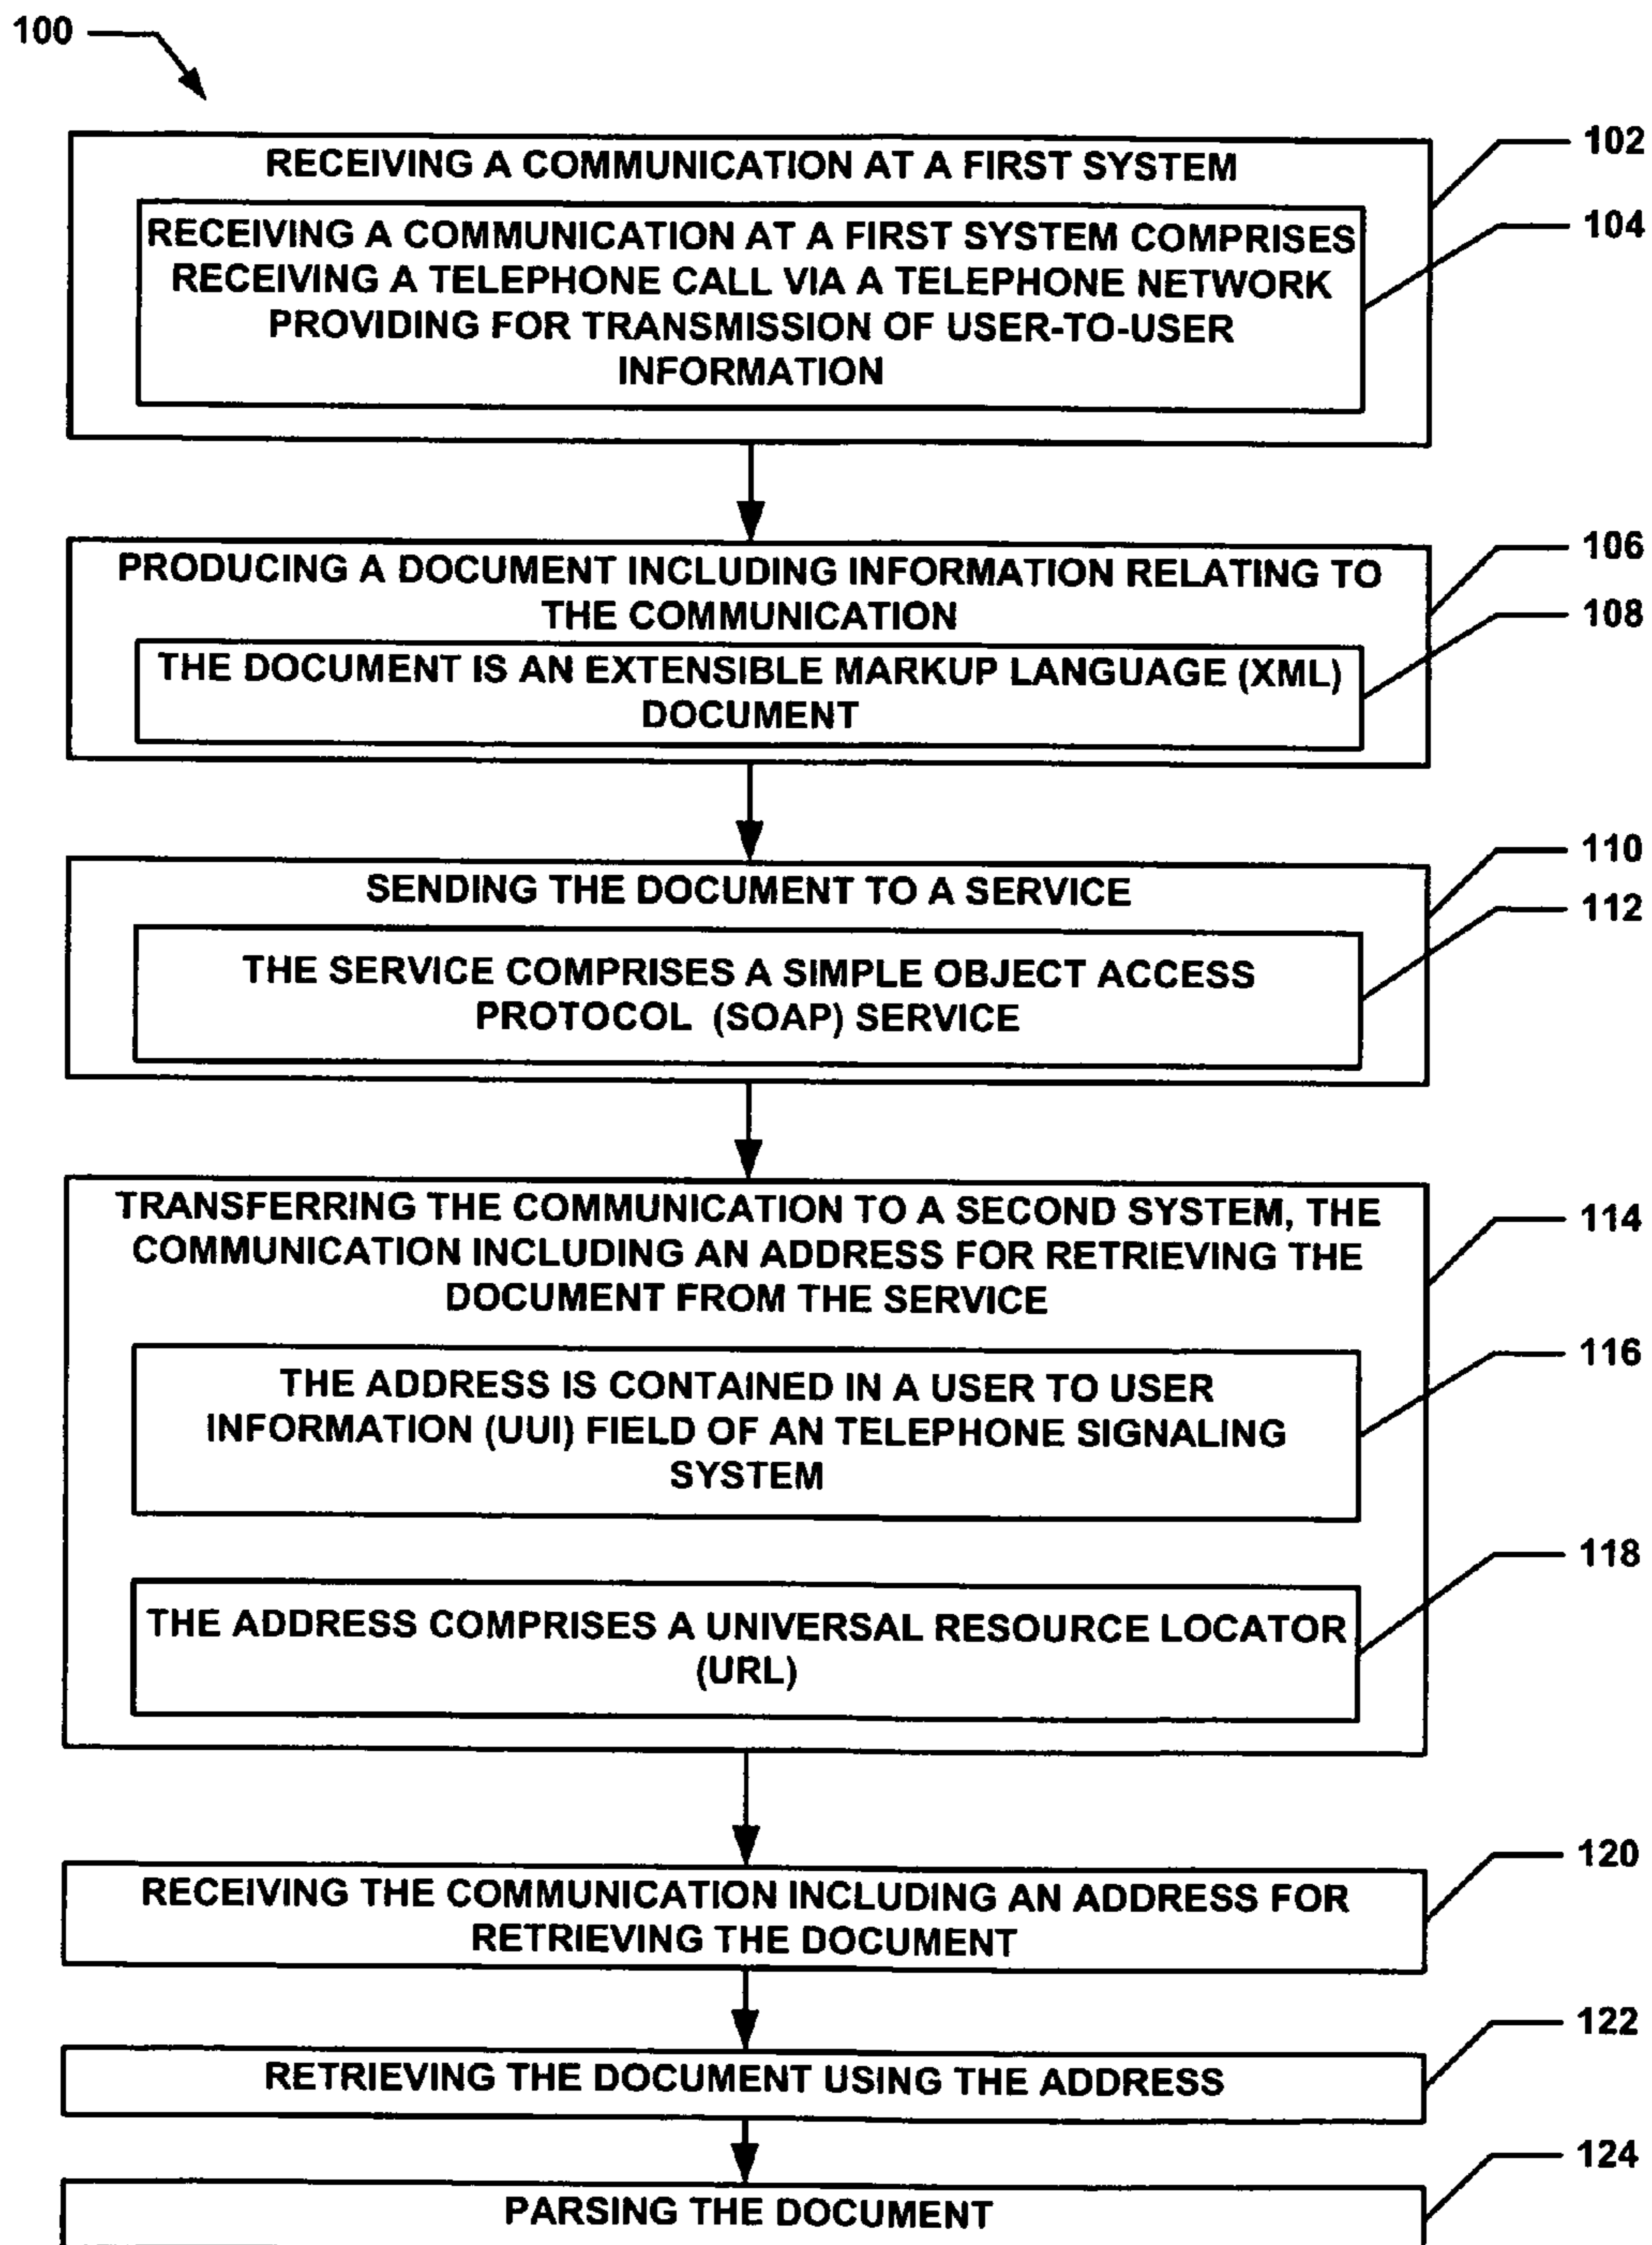 100
RECEIVING A COMMUNICATION AT A FIRST SYSTEM
102
RECEIVING A COMMUNICATION AT A FIRST SYSTEM COMPRISES
RECEIVING A TELEPHONE CALL VIA A TELEPHONE NETWORK
PROVIDING FOR TRANSMISSION OF USER-TO-USER
INFORMATION
104
PRODUCING A DOCUMENT INCLUDING INFORMATION RELATING TO
THE COMMUNICATION
106
THE DOCUMENT IS AN EXTENSIBLE MARKUP LANGUAGE (XML)
DOCUMENT
108
SENDING THE DOCUMENT TO A SERVICE
110
THE SERVICE COMPRISES A SIMPLE OBJECT ACCESS
PROTOCOL (SOAP) SERVICE
112
TRANSFERRING THE COMMUNICATION TO A SECOND SYSTEM, THE
COMMUNICATION INCLUDING AN ADDRESS FOR RETRIEVING THE
DOCUMENT FROM THE SERVICE
114
THE ADDRESS IS CONTAINED IN A USER TO USER
INFORMATION (UUI) FIELD OF AN TELEPHONE SIGNALING
SYSTEM
116
THE ADDRESS COMPRISES A UNIVERSAL RESOURCE LOCATOR
(URL)
118
RECEIVING THE COMMUNICATION INCLUDING AN ADDRESS FOR
RETRIEVING THE DOCUMENT
120
RETRIEVING THE DOCUMENT USING THE ADDRESS
122
PARSING THE DOCUMENT
124